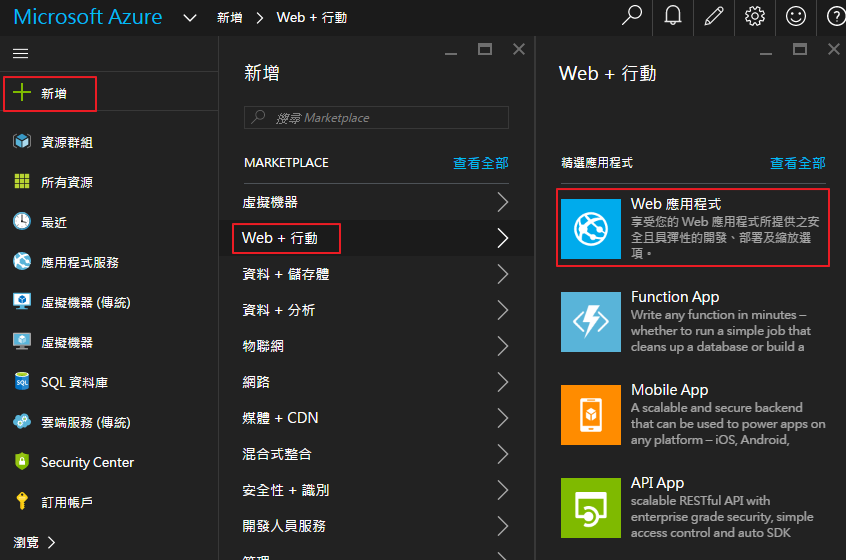 Microsoft Azure
新增
Web + 行動
新增
資源群組
所有資源
最近
應用程式服務
虛擬機器 (傳統)
虛擬機器
SQL 資料庫
雲端服務 (傳統)
Security Center
訂用帳戶
瀏覽
新增
搜尋 Marketplace
MARKETPLACE
查看全部
虛擬機器
Web + 行動
資料 + 儲存體
資料 + 分析
物聯網
網路
媒體 + CDN
混合式整合
安全性 + 識別
開發人員服務
管理
Web + 行動
精選應用程式
查看全部
Web 應用程式
享受您的 Web 應用程式所提供之安
全且具彈性的開發、部署及縮放選
項。
Function App
Write any function in minutes –
whether to run a simple job that
cleans up a database or build a
Mobile App
A scalable and secure backend
that can be used to power apps on
any platform – iOS, Android,
API App
scalable RESTful API with
enterprise grade security, simple
access control and auto SDK